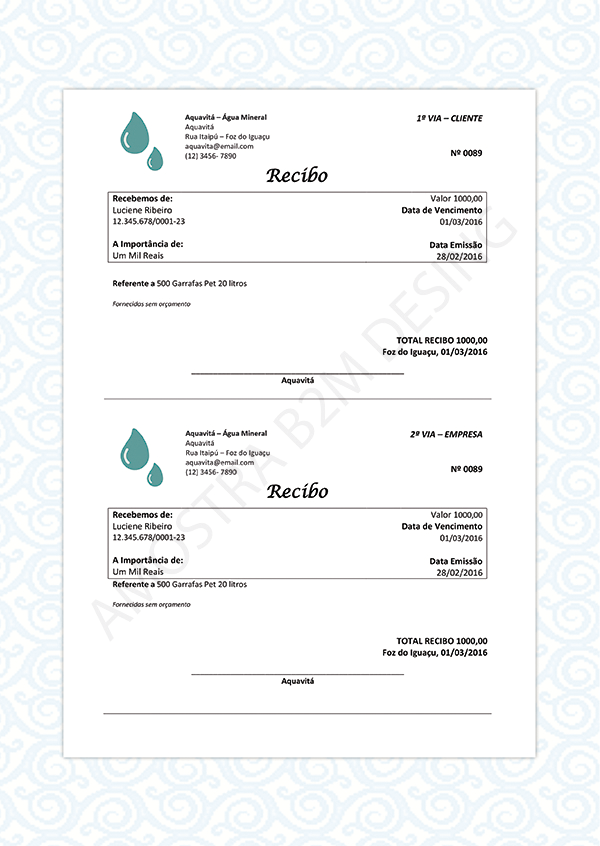 Aquavitá – Água Mineral
Aquavitá
Rua Itaipú – Foz do Iguaçu
aquavita@email.com
(12) 3456- 7890
1ª VIA – CLIENTE
Nº 0089
Recibo
Recebemos de:
Luciene Ribeiro
12.345.678/0001-23
Valor 1000,00
Data de Vencimento
01/03/2016
A Importância de:
Um Mil Reais
Data Emissão
28/02/2016
Referente a 500 Garrafas Pet 20 litros
Fornecidas sem orçamento
TOTAL RECIBO 1000,00
Foz do Iguaçu, 01/03/2016
Aquavitá
Aquavitá – Água Mineral
Aquavitá
Rua Itaipú – Foz do Iguaçu
aquavita@email.com
(12) 3456- 7890
2ª VIA – EMPRESA
Nº 0089
Recibo
Recebemos de:
Luciene Ribeiro
12.345.678/0001-23
Valor 1000,00
Data de Vencimento
01/03/2016
A Importância de:
Um Mil Reais
Data Emissão
28/02/2016
Referente a 500 Garrafas Pet 20 litros
Fornecidas sem orçamento
TOTAL RECIBO 1000,00
Foz do Iguaçu, 01/03/2016
Aquavitá
AMOSTRA B2M DESING